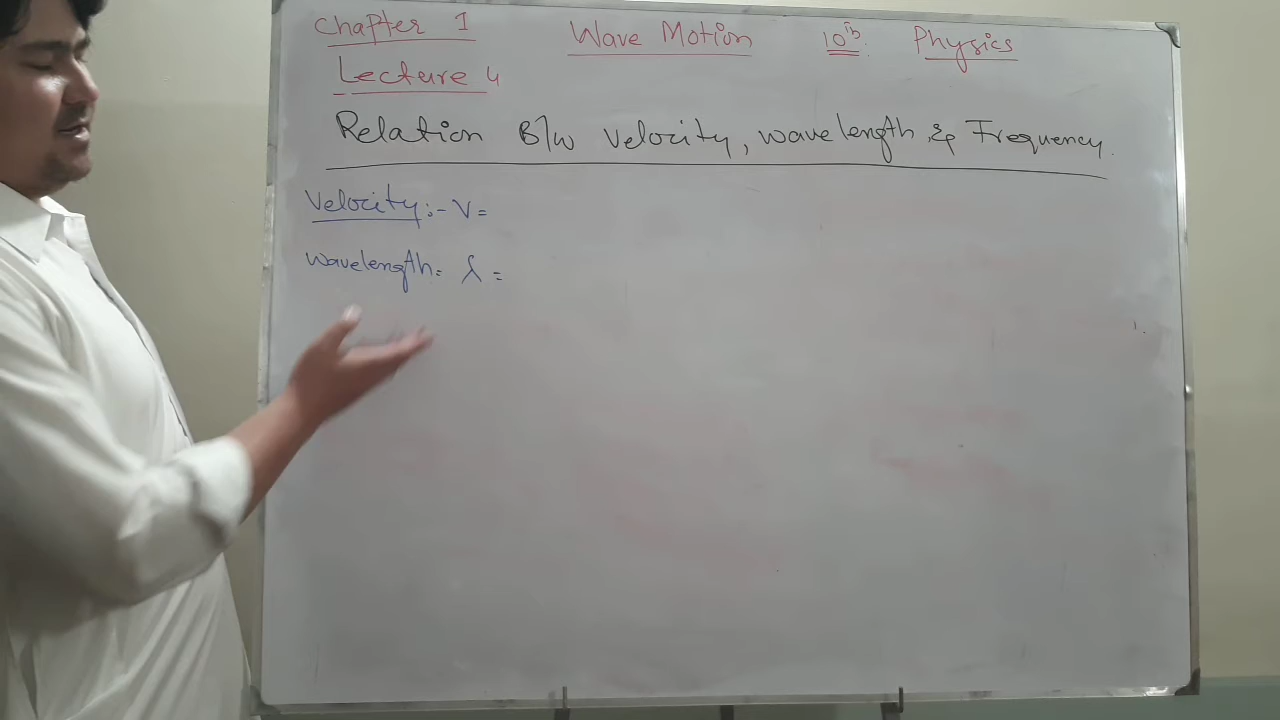 Chapter 1 Wave Motion 10th Physics
Lecture 4
Relation B/w Velocity, wavelength & Frequency.
Velocity:- V=
Wavelength= λ =